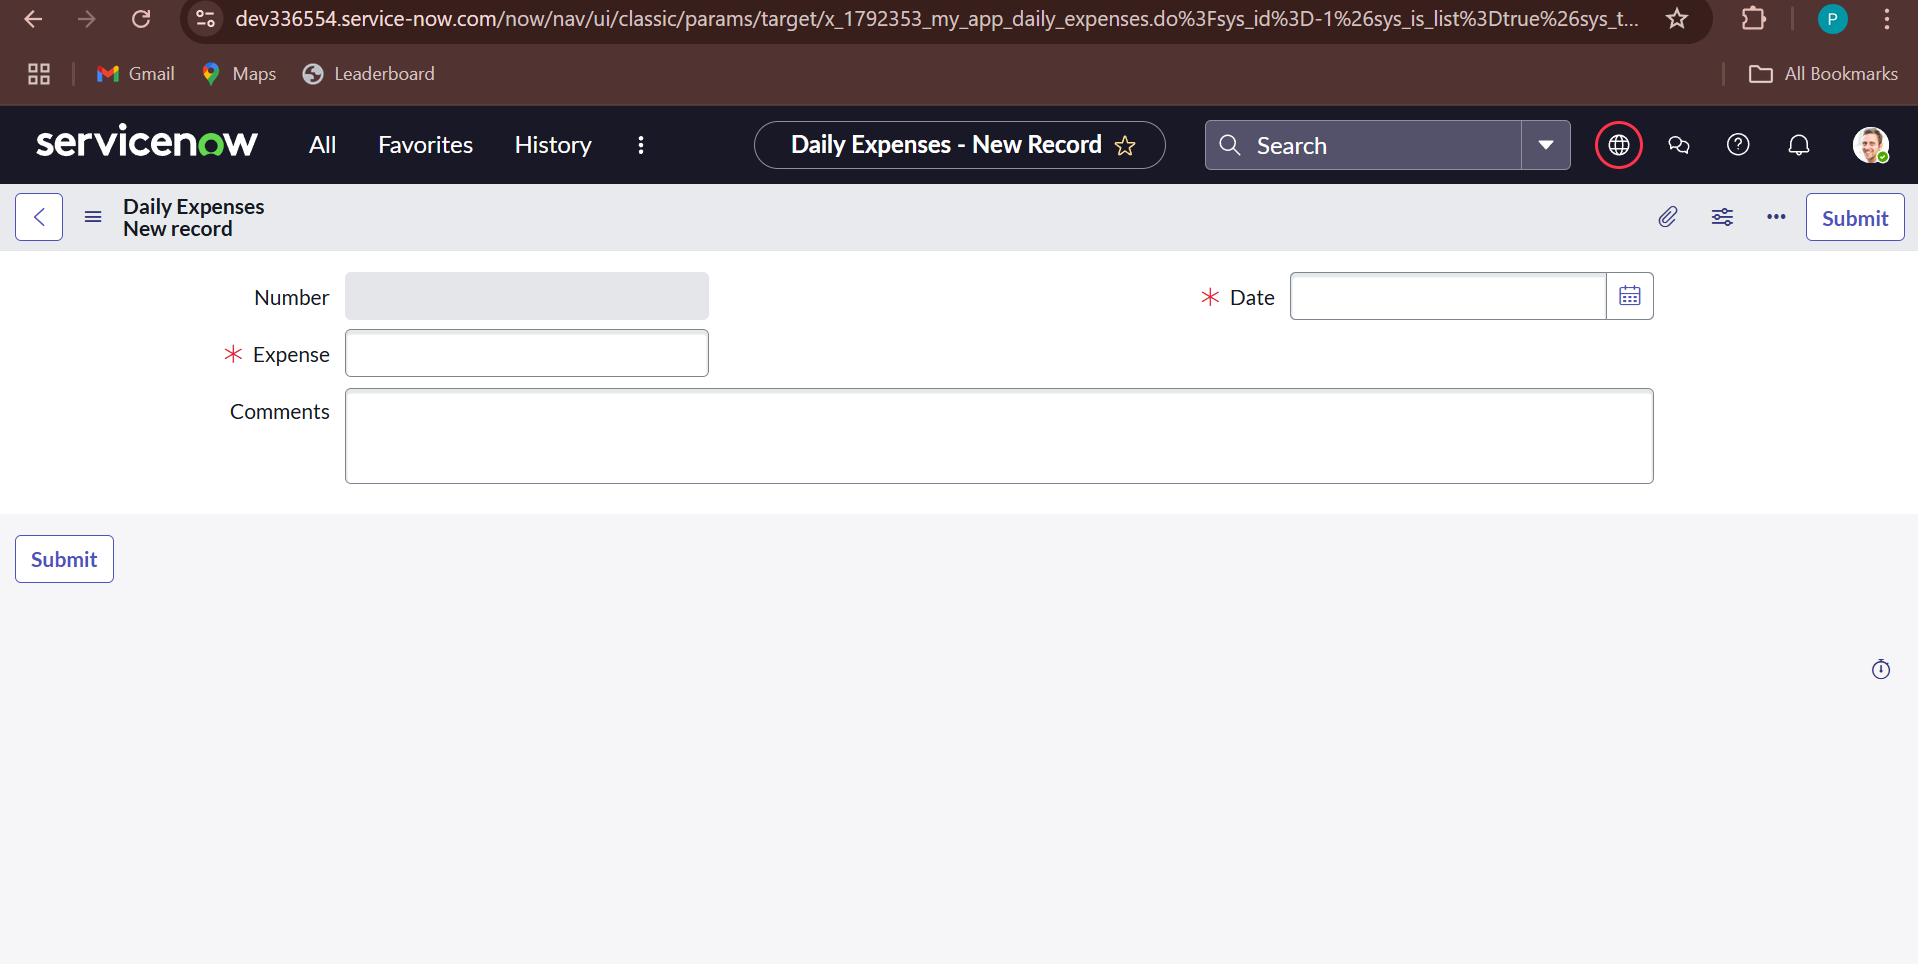 dev336554.service-now.com/now/nav/ui/classic/params/target/x_1792353_my_app_daily_expenses.do%3Fsys_id%3D-1%26sys_is_list%3Dtrue%26sys_t...
P
Gmail
Maps
Leaderboard
All Bookmarks
servicenow
All
Favorites
History
Daily Expenses - New Record
Search
Daily Expenses
New record
Submit
Number
* Date
* Expense
Comments
Submit